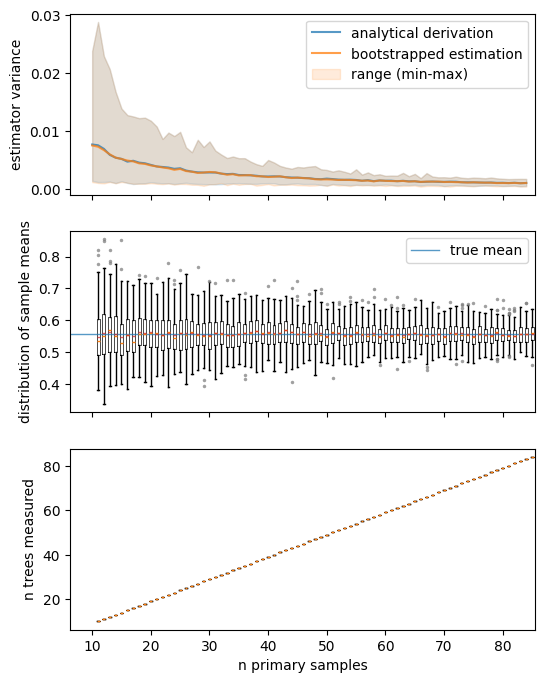 0.03
0.02
0.01
0.00
estimator variance
analytical derivation
bootstrapped estimation
range (min-max)
0.8
0.7
0.6
0.5
0.4
distribution of sample means
true mean
80
60
40
20
n trees measured
10 20 30 40 50 60 70 80
n primary samples